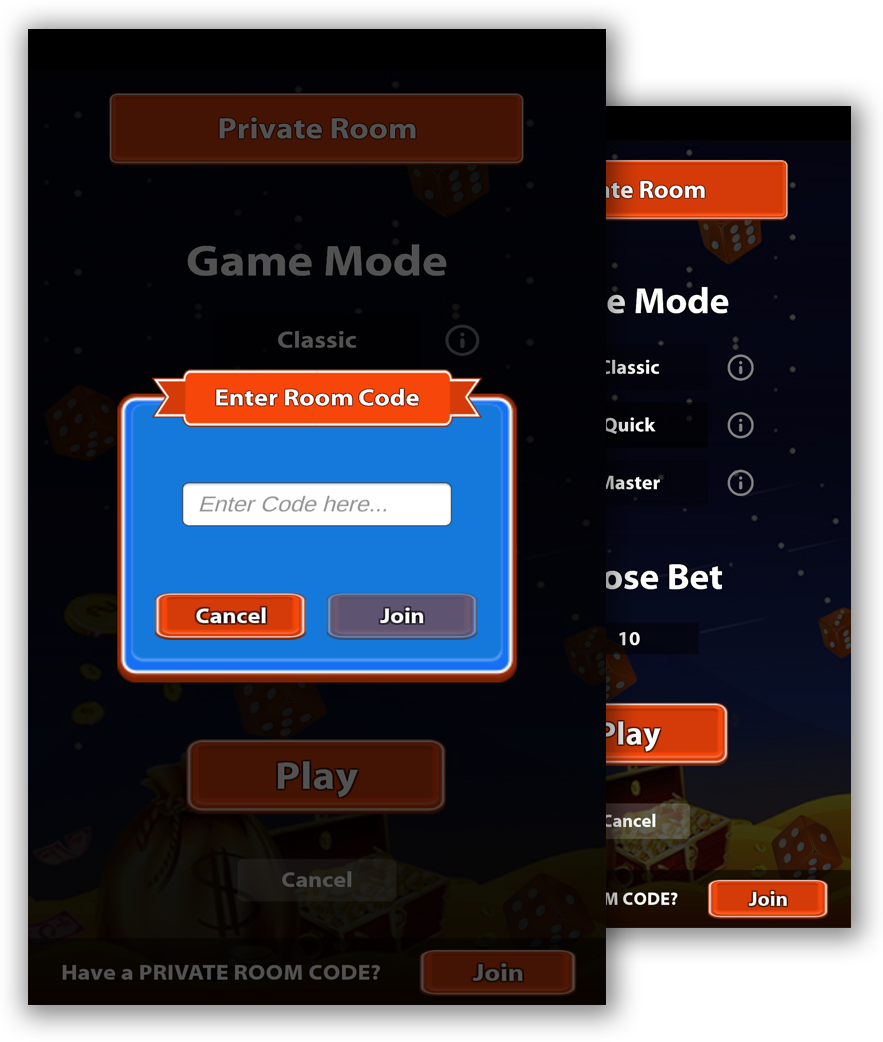 Private Room
Game Mode
Classic
Enter Room Code
Enter Code here...
Cancel
Join
Play
Cancel
Have a PRIVATE ROOM CODE?
Join
ate Room
e Mode
Classic
Quick
Master
ose Bet
10
Play
Cancel
M CODE?
Join